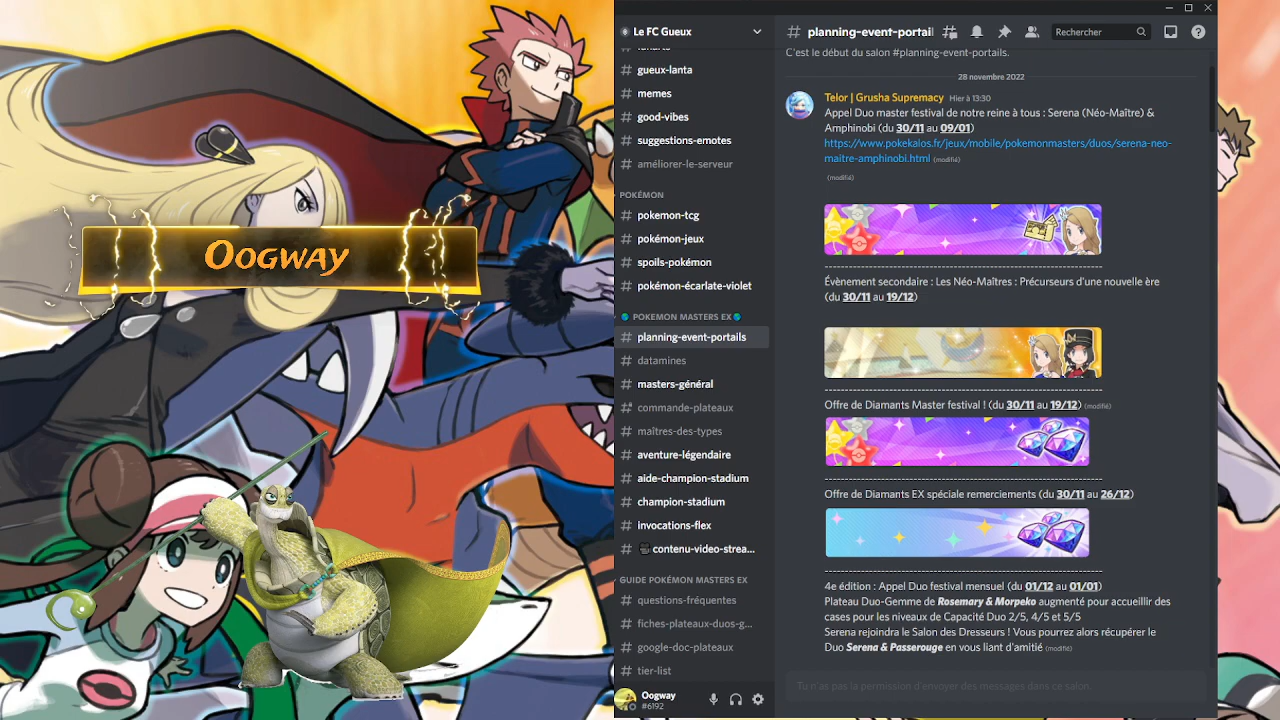 Oogway
Le FC Gueux
gueux-lanta
memes
good-vibes
suggestions-emotes
améliorer-le-serveur
POKÉMON
pokemon-tcg
pokémon-jeux
spoils-pokémon
pokémon-écarlate-violet
POKEMON MASTERS EX
planning-event-portails
datamines
masters-général
commande-plateaux
maîtres-des-types
aventure-légendaire
aide-champion-stadium
champion-stadium
invocations-flex
contenu-video-strea...
GUIDE POKÉMON MASTERS EX
questions-fréquentes
fiches-plateaux-duos-g...
google-doc-plateaux
tier-list
Oogway
#6192
planning-event-portail
Rechercher
C'est le début du salon #planning-event-portails.
28 novembre 2022
Telor | Grusha Supremacy Hier à 13:30
Appel Duo master festival de notre reine à tous : Serena (Néo-Maître) &
Amphinobi (du 30/11 au 09/01)
https://www.pokekalos.fr/jeux/mobile/pokemonmasters/duos/serena-neo-
maitre-amphinobi.html (modifié)
(modifié)
------------------------------------------------------------------------
Évènement secondaire : Les Néo-Maîtres : Précurseurs d'une nouvelle ère
(du 30/11 au 19/12)
------------------------------------------------------------------------
Offre de Diamants Master festival ! (du 30/11 au 19/12) (modifié)
------------------------------------------------------------------------
Offre de Diamants EX spéciale remerciements (du 30/11 au 26/12)
------------------------------------------------------------------------
4e édition : Appel Duo festival mensuel (du 01/12 au 01/01)
Plateau Duo-Gemme de Rosemary & Morpeko augmenté pour accueillir des
cases pour les niveaux de Capacité Duo 2/5, 4/5 et 5/5
Serena rejoindra le Salon des Dresseurs ! Vous pourrez alors récupérer le
Duo Serena & Passerouge en vous liant d'amitié (modifié)
Tu n'as pas la permission d'envoyer des messages dans ce salon.